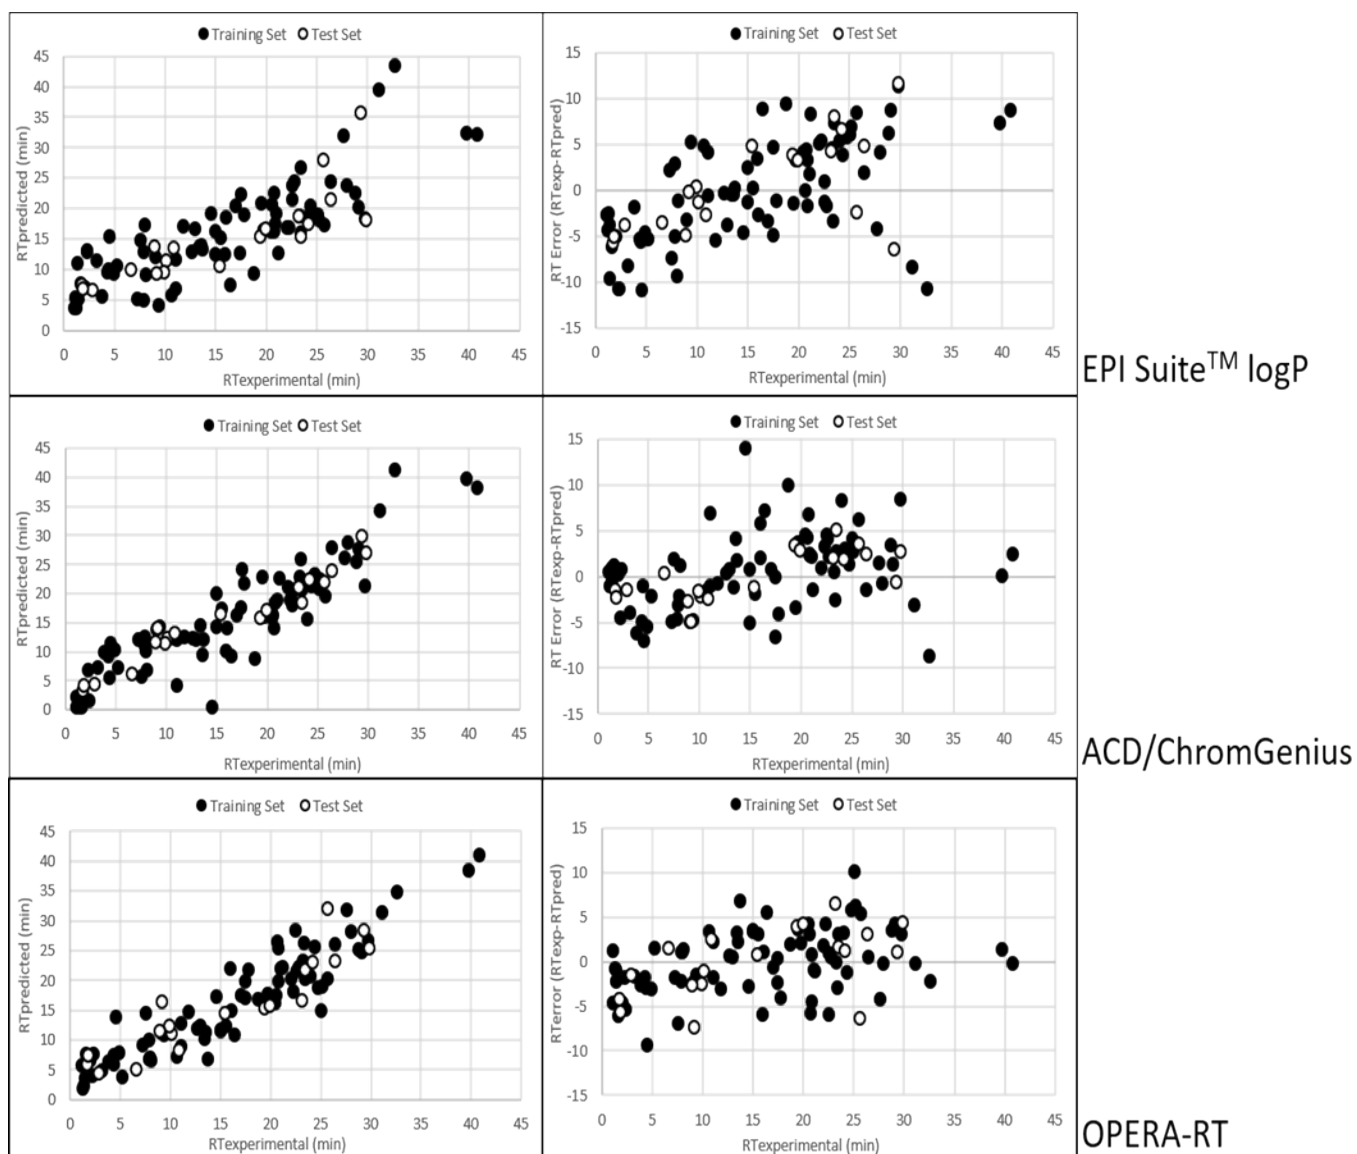 Training Set Test Set
45
40
35
30
25
20
15
10
5
0
RTpredicted (min)
0 5 10 15 20 25 30 35 40 45
RTexperimental (min)
Training Set Test Set
15
10
5
0
-5
-10
-15
RT Error (RTexp-RTpred)
0 5 10 15 20 25 30 35 40 45
RTexperimental (min)
EPI Suite™ logP
Training Set Test Set
45
40
35
30
25
20
15
10
5
0
RTpredicted (min)
0 5 10 15 20 25 30 35 40 45
RTexperimental (min)
Training Set Test Set
15
10
5
0
-5
-10
-15
RT Error (RTexp-RTpred)
0 5 10 15 20 25 30 35 40 45
RTexperimental (min)
ACD/ChromGenius
Training Set Test Set
45
40
35
30
25
20
15
10
5
0
RTpredicted (min)
0 5 10 15 20 25 30 35 40 45
RTexperimental (min)
Training Set Test Set
15
10
5
0
-5
-10
-15
RTerror (RTexp-RTpred)
0 5 10 15 20 25 30 35 40 45
RTexperimental (min)
OPERA-RT